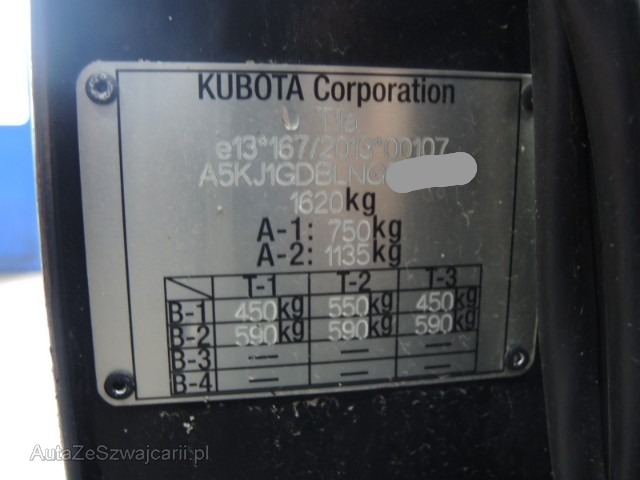 KUBOTA Corporation
T1a
e13*167/2013*00107
A5KJ1GDBLNG
1620kg
A-1: 750kg
A-2: 1135kg
T-1 T-2 T-3
B-1 450kg 550kg 450kg
B-2 590kg 590kg 590kg
B-3 — — —
B-4 — — —
AutaZeSzwajcarii.pl